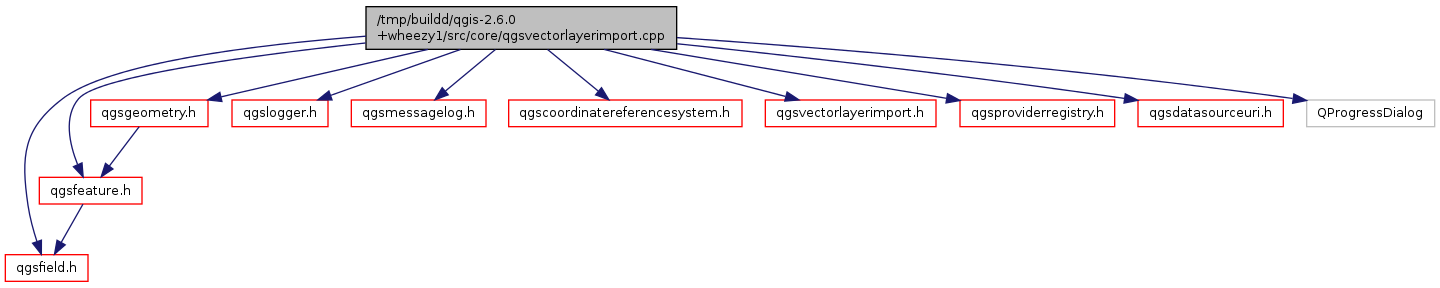 /tmp/buildd/qgis-2.6.0
+wheezy1/src/core/qgsvectorlayerimport.cpp
qgsgeometry.h
qgslogger.h
qgsmessagelog.h
qgscoordinatereferencesystem.h
qgsvectorlayerimport.h
qgsproviderregistry.h
qgsdatasourceuri.h
QProgressDialog
qgsfeature.h
qgsfield.h